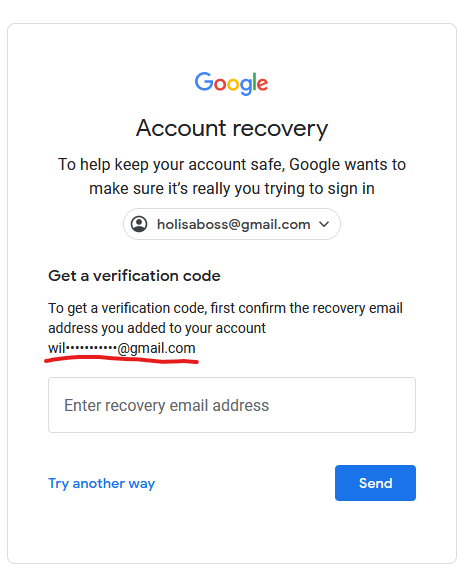 Google
Account recovery
To help keep your account safe, Google wants to
make sure it’s really you trying to sign in
holisaboss@gmail.com
Get a verification code
To get a verification code, first confirm the recovery email
address you added to your account
wil•••••••••••@gmail.com
Enter recovery email address
Try another way
Send